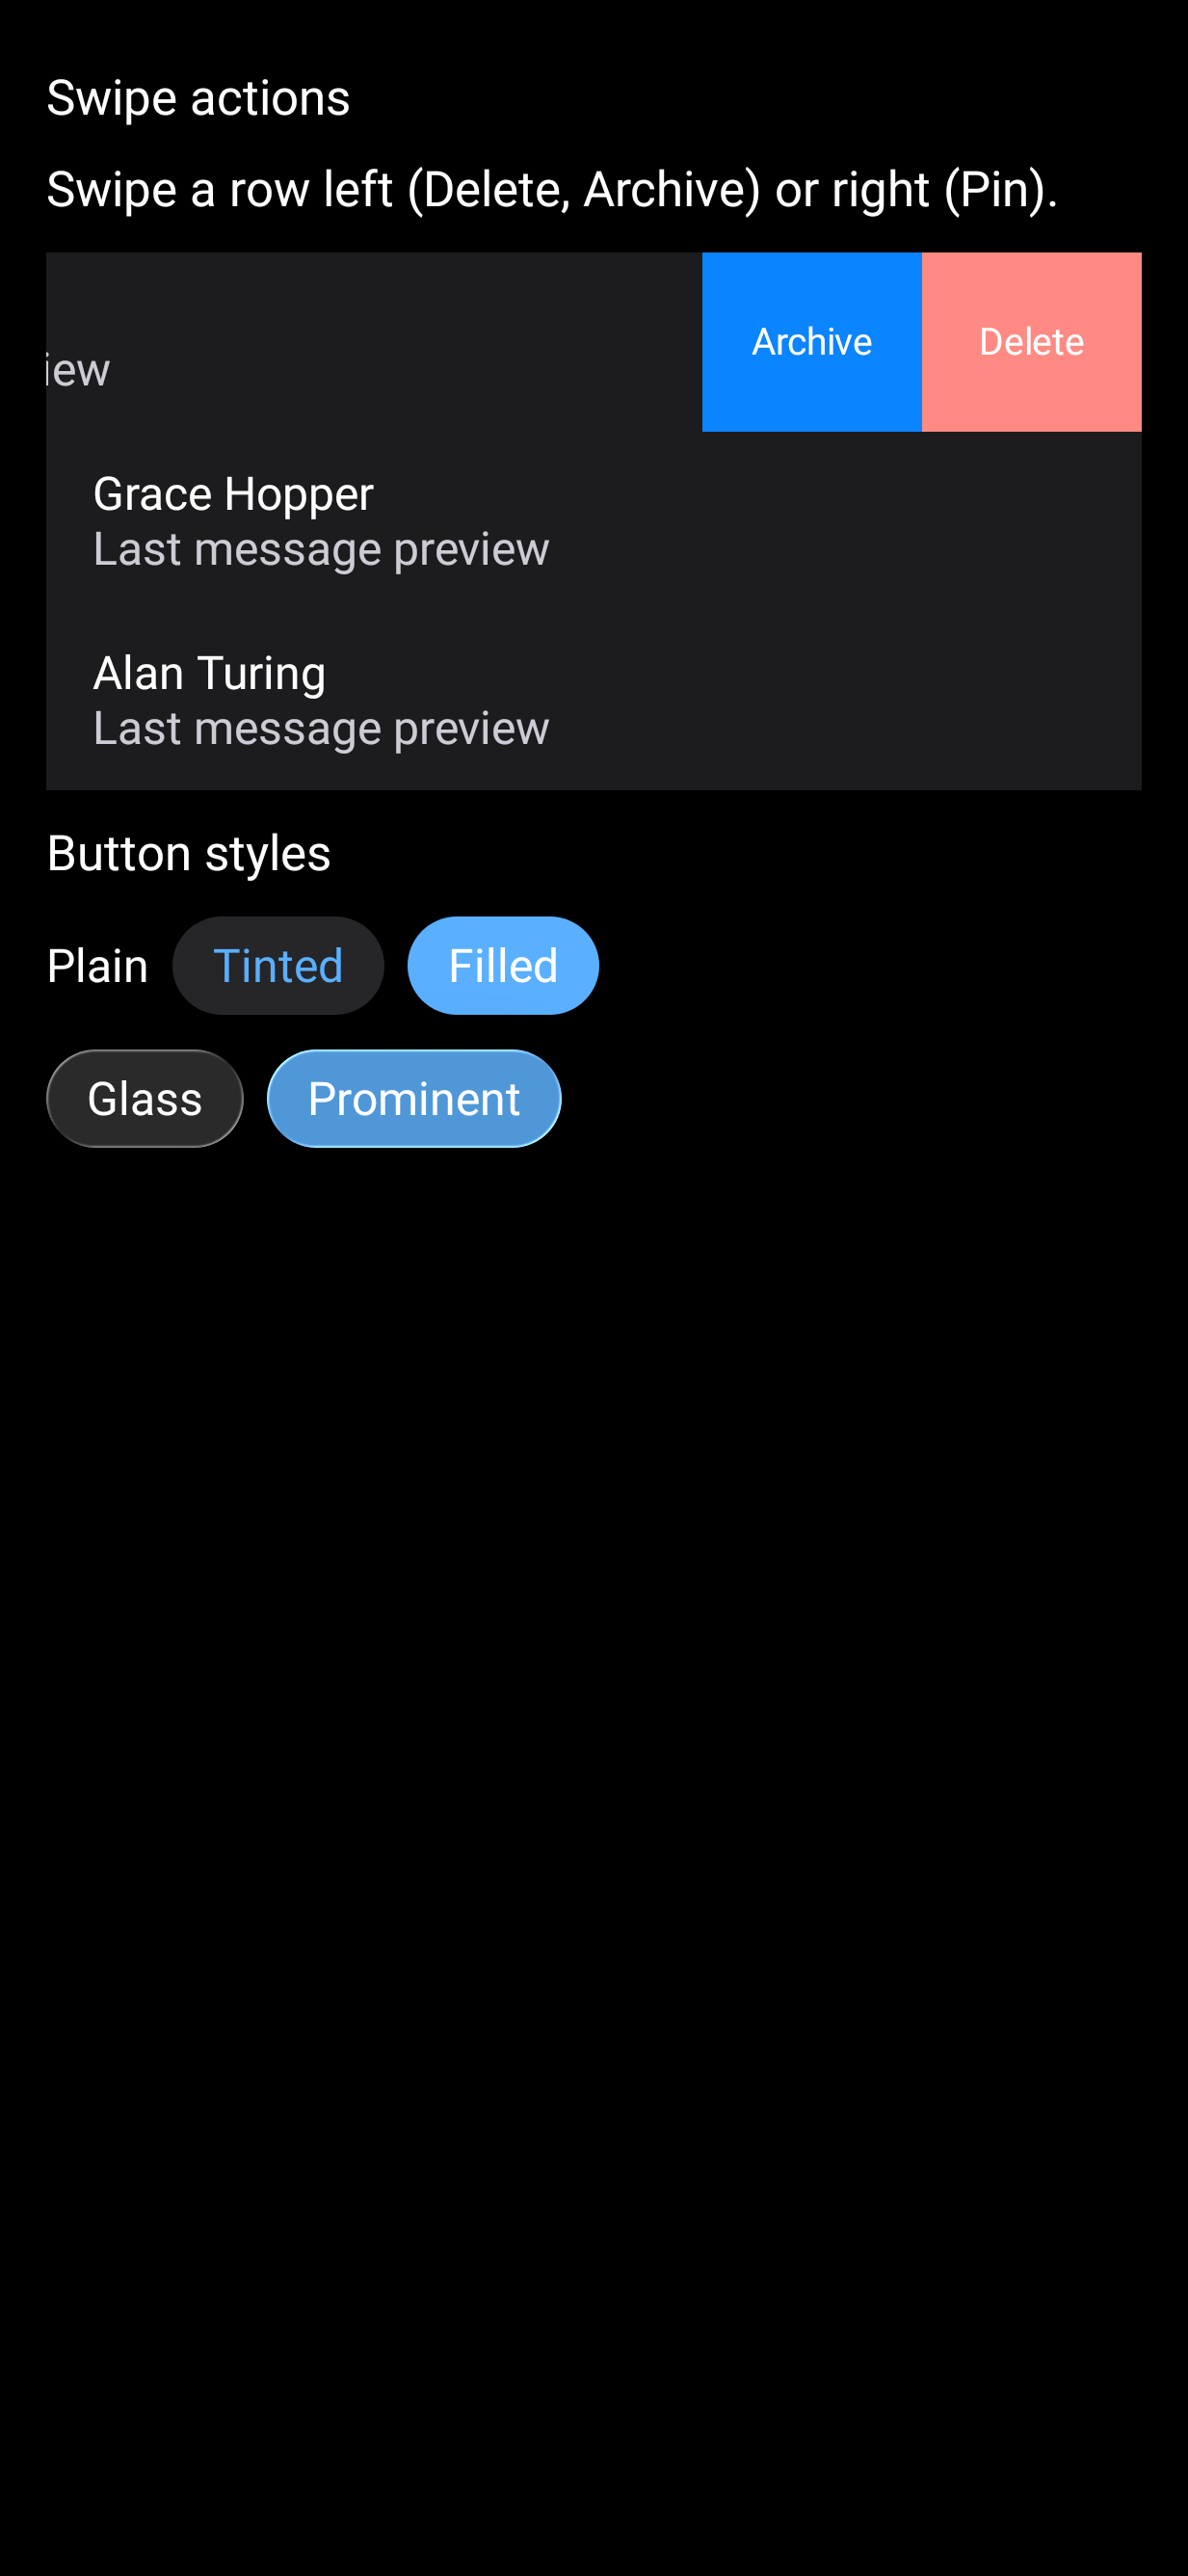 Swipe actions
Swipe a row left (Delete, Archive) or right (Pin).
iew
Archive
Delete
Grace Hopper
Last message preview
Alan Turing
Last message preview
Button styles
Plain
Tinted
Filled
Glass
Prominent